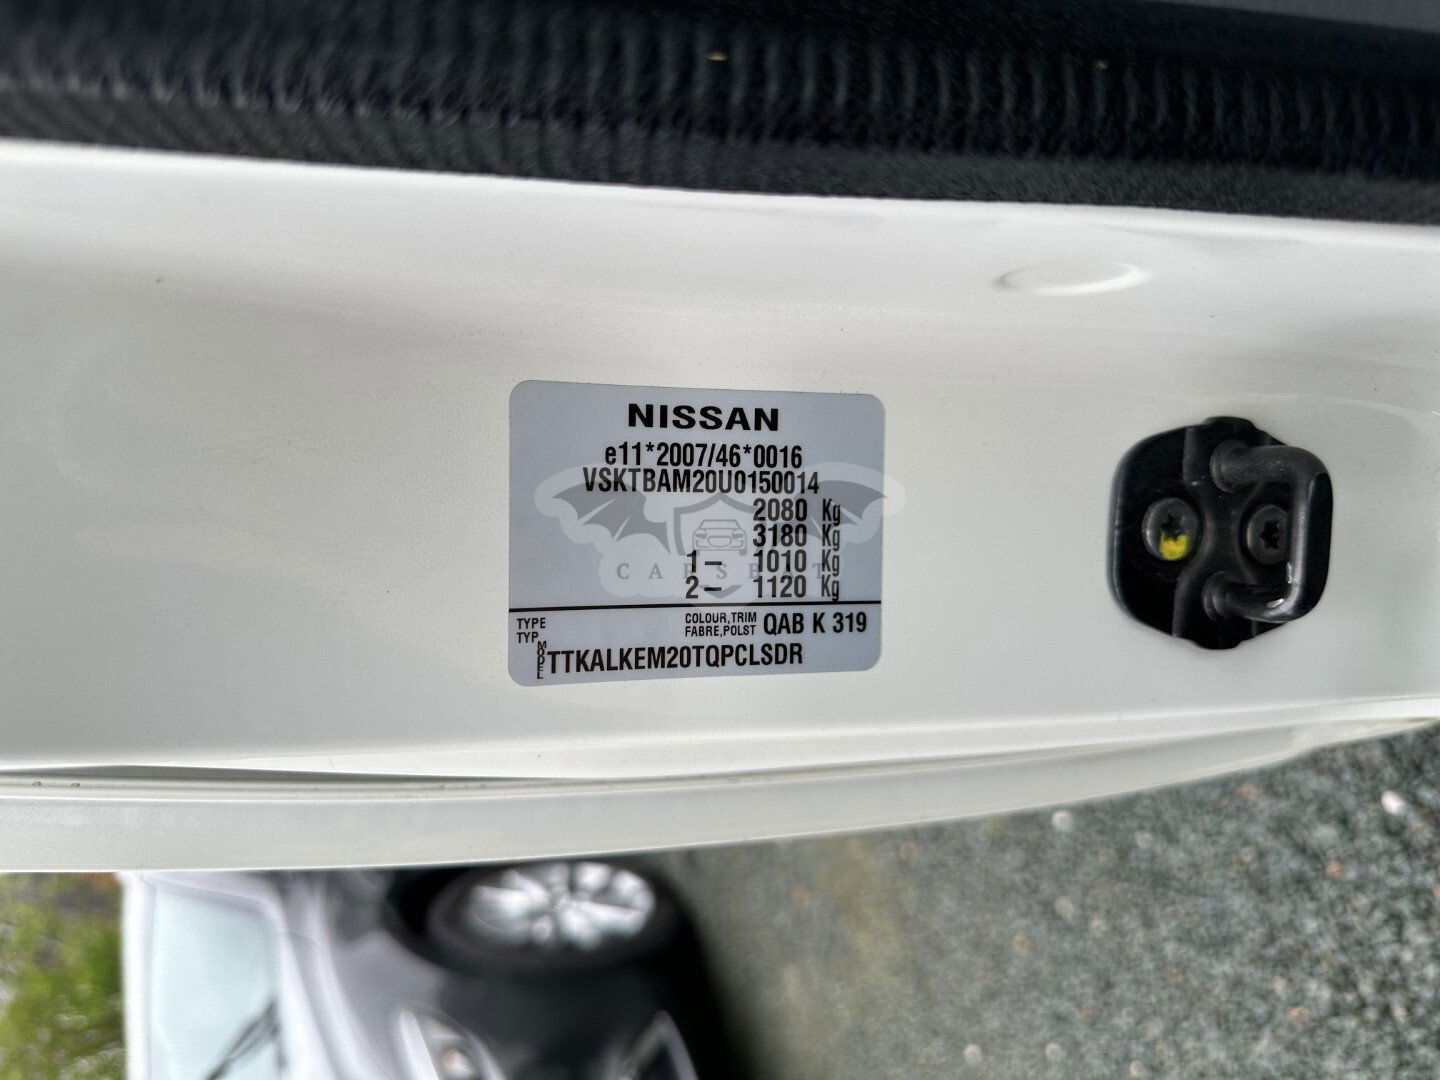 NISSAN
e11*2007/46*0016
VSKTBAM20U0150014
2080 Kg
3180 Kg
1– 1010 Kg
2– 1120 Kg
TYPE
TYP
COLOUR,TRIM
FABRE,POLST
QAB K 319
MODEL TTKALKEM20TQPCLSDR
CARSBAT